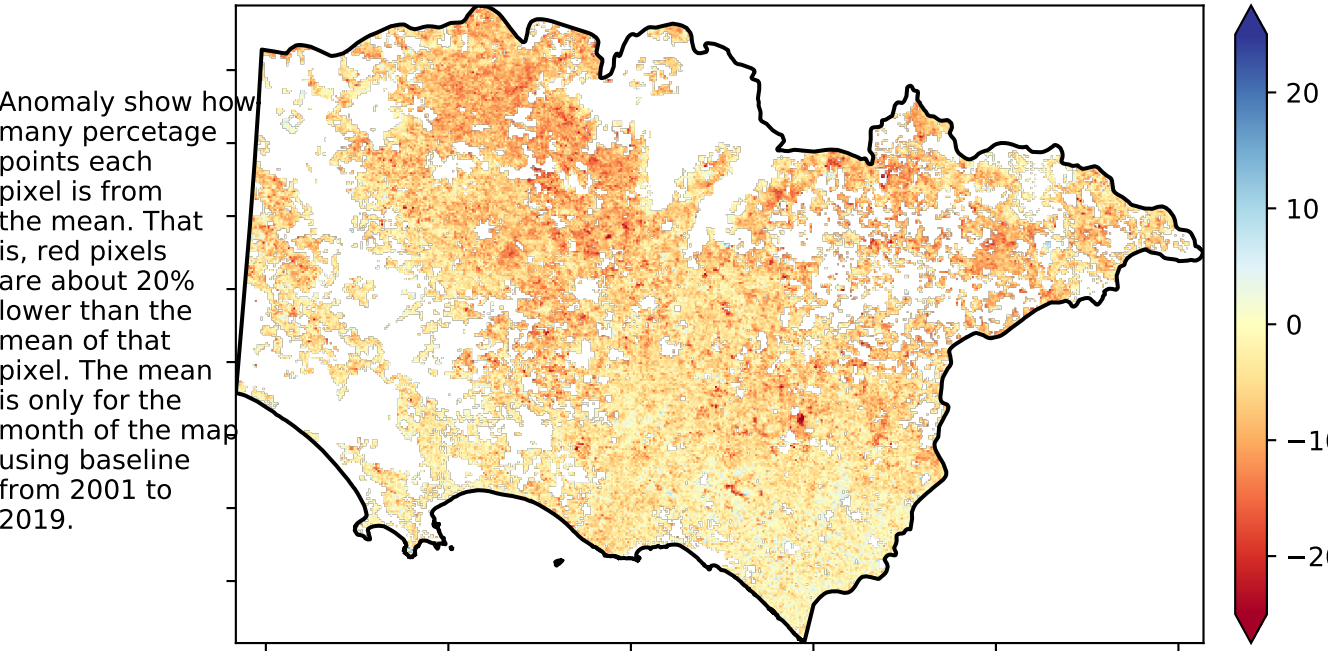 Anomaly show how
many percetage
points each
pixel is from
the mean. That
is, red pixels
are about 20%
lower than the
mean of that
pixel. The mean
is only for the
month of the map
using baseline
from 2001 to
2019.
20
10
0
−10
−20